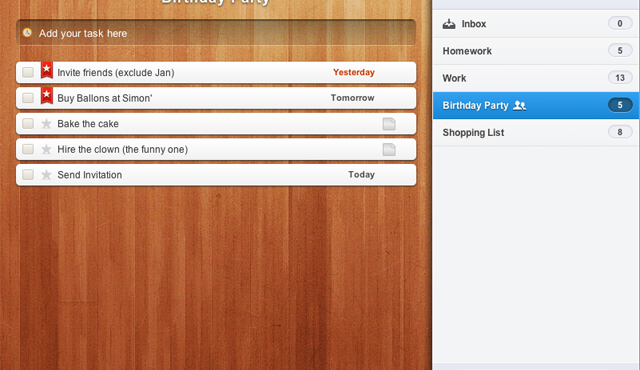 Birthday Party
Add your task here
Invite friends (exclude Jan) Yesterday
Buy Ballons at Simon' Tomorrow
Bake the cake
Hire the clown (the funny one)
Send Invitation Today
Inbox 0
Homework 5
Work 13
Birthday Party 5
Shopping List 8